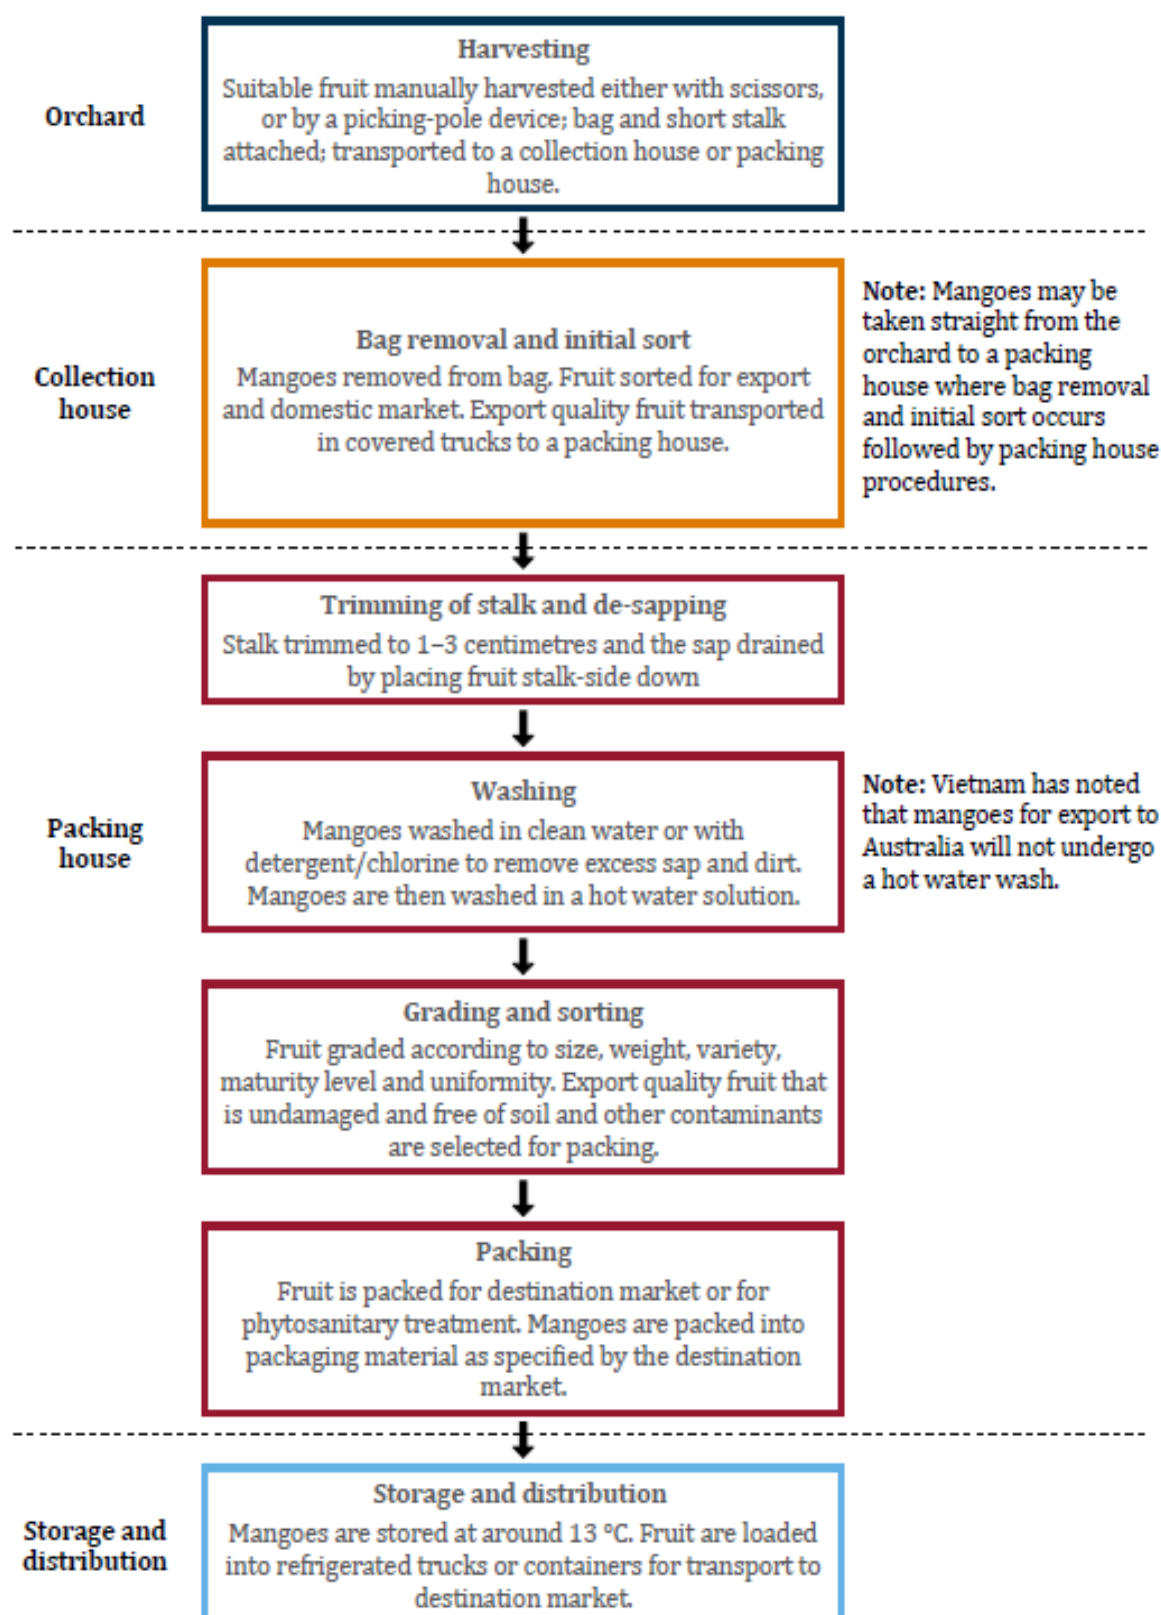 Harvesting
Suitable fruit manually harvested either with scissors,
or by a picking-pole device; bag and short stalk
attached; transported to a collection house or packing
house.
Orchard
Bag removal and initial sort
Mangoes removed from bag. Fruit sorted for export
and domestic market. Export quality fruit transported
in covered trucks to a packing house.
Collection
house
Note: Mangoes may be
taken straight from the
orchard to a packing
house where bag removal
and initial sort occurs
followed by packing house
procedures.
Trimming of stalk and de-sapping
Stalk trimmed to 1–3 centimetres and the sap drained
by placing fruit stalk-side down
Washing
Mangoes washed in clean water or with
detergent/chlorine to remove excess sap and dirt.
Mangoes are then washed in a hot water solution.
Packing
house
Note: Vietnam has noted
that mangoes for export to
Australia will not undergo
a hot water wash.
Grading and sorting
Fruit graded according to size, weight, variety,
maturity level and uniformity. Export quality fruit that
is undamaged and free of soil and other contaminants
are selected for packing.
Packing
Fruit is packed for destination market or for
phytosanitary treatment. Mangoes are packed into
packaging material as specified by the destination
market.
Storage and distribution
Mangoes are stored at around 13 °C. Fruit are loaded
into refrigerated trucks or containers for transport to
destination market.
Storage and
distribution